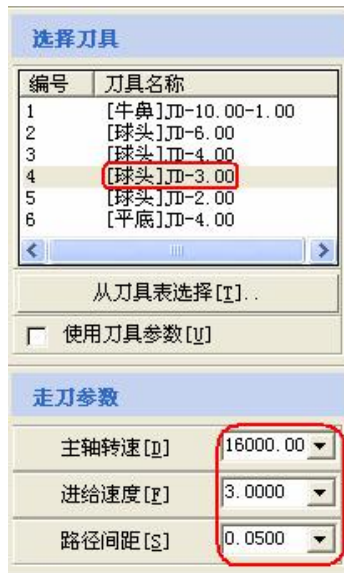 选择刀具
编号 刀具名称
1 [牛鼻]JD-10.00-1.00
2 [球头]JD-6.00
3 [球头]JD-4.00
4 [球头]JD-3.00
5 [球头]JD-2.00
6 [平底]JD-4.00
从刀具表选择[T]..
使用刀具参数[U]
走刀参数
主轴转速[D] 16000.00
进给速度[F] 3.0000
路径间距[S] 0.0500